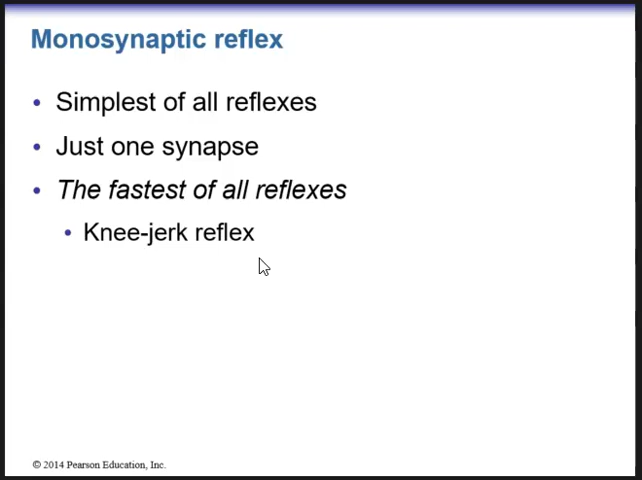 Monosynaptic reflex
• Simplest of all reflexes
• Just one synapse
• The fastest of all reflexes
• Knee-jerk reflex
© 2014 Pearson Education, Inc.